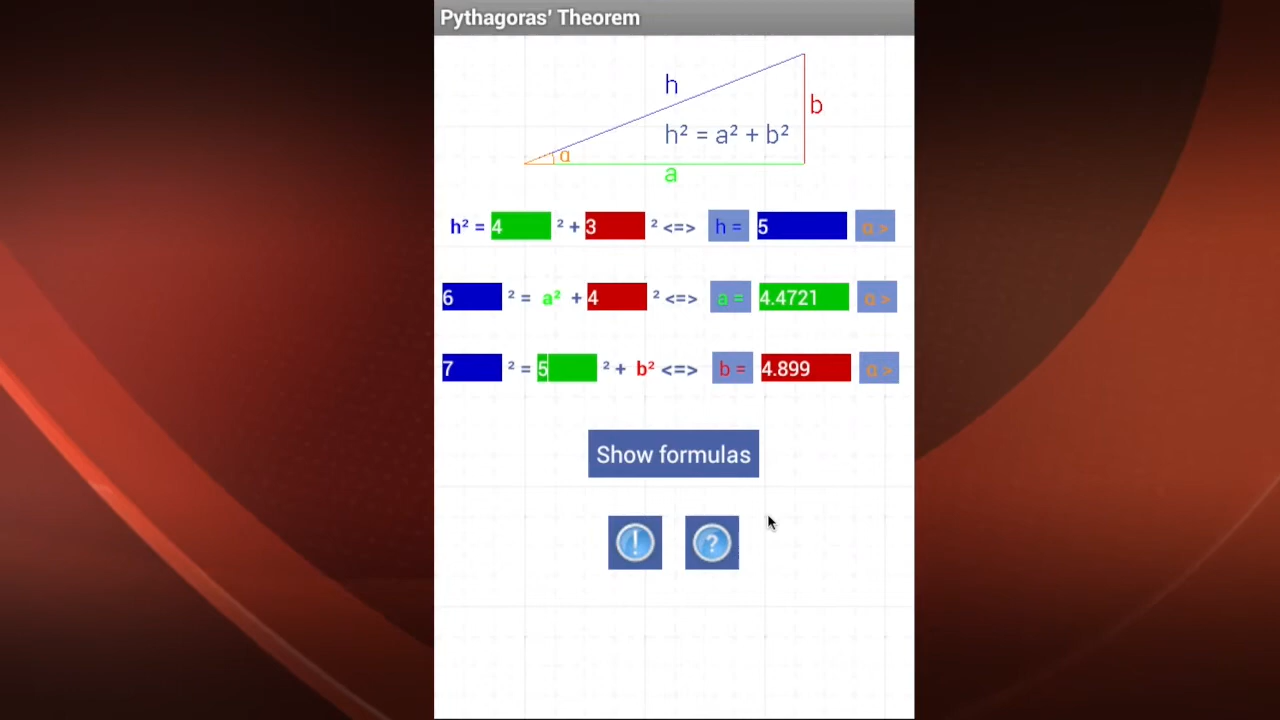 Pythagoras' Theorem
h
b
h² = a² + b²
α
a
h² = 4 ² + 3 ² <=> h = 5 α >
6 ² = a² + 4 ² <=> a = 4.4721 α >
7 ² = 5 ² + b² <=> b = 4.899 α >
Show formulas
! ?